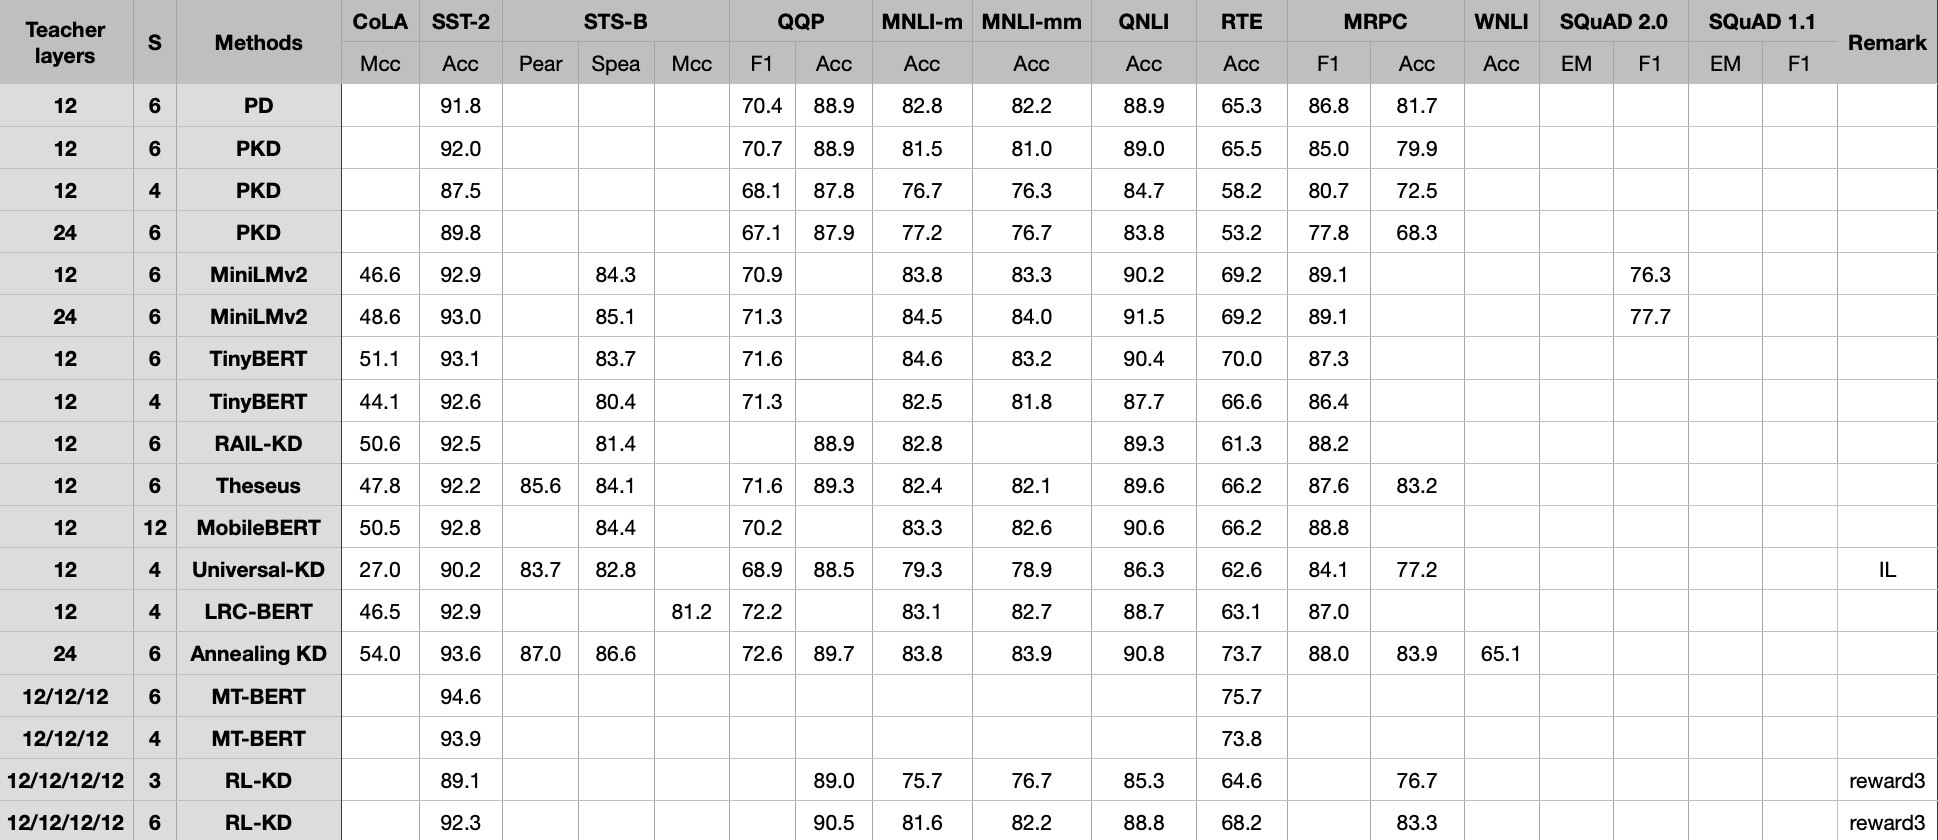 Teacher layers S Methods CoLA SST-2 STS-B QQP MNLI-m MNLI-mm QNLI RTE MRPC WNLI SQuAD 2.0 SQuAD 1.1 Remark
Mcc Acc Pear Spea Mcc F1 Acc Acc Acc Acc Acc F1 Acc Acc EM F1 EM F1
12 6 PD 91.8 70.4 88.9 82.8 82.2 88.9 65.3 86.8 81.7
12 6 PKD 92.0 70.7 88.9 81.5 81.0 89.0 65.5 85.0 79.9
12 4 PKD 87.5 68.1 87.8 76.7 76.3 84.7 58.2 80.7 72.5
24 6 PKD 89.8 67.1 87.9 77.2 76.7 83.8 53.2 77.8 68.3
12 6 MiniLMv2 46.6 92.9 84.3 70.9 83.8 83.3 90.2 69.2 89.1 76.3
24 6 MiniLMv2 48.6 93.0 85.1 71.3 84.5 84.0 91.5 69.2 89.1 77.7
12 6 TinyBERT 51.1 93.1 83.7 71.6 84.6 83.2 90.4 70.0 87.3
12 4 TinyBERT 44.1 92.6 80.4 71.3 82.5 81.8 87.7 66.6 86.4
12 6 RAIL-KD 50.6 92.5 81.4 88.9 82.8 89.3 61.3 88.2
12 6 Theseus 47.8 92.2 85.6 84.1 71.6 89.3 82.4 82.1 89.6 66.2 87.6 83.2
12 12 MobileBERT 50.5 92.8 84.4 70.2 83.3 82.6 90.6 66.2 88.8
12 4 Universal-KD 27.0 90.2 83.7 82.8 68.9 88.5 79.3 78.9 86.3 62.6 84.1 77.2 IL
12 4 LRC-BERT 46.5 92.9 81.2 72.2 83.1 82.7 88.7 63.1 87.0
24 6 Annealing KD 54.0 93.6 87.0 86.6 72.6 89.7 83.8 83.9 90.8 73.7 88.0 83.9 65.1
12/12/12 6 MT-BERT 94.6 75.7
12/12/12 4 MT-BERT 93.9 73.8
12/12/12/12 3 RL-KD 89.1 89.0 75.7 76.7 85.3 64.6 76.7 reward3
12/12/12/12 6 RL-KD 92.3 90.5 81.6 82.2 88.8 68.2 83.3 reward3